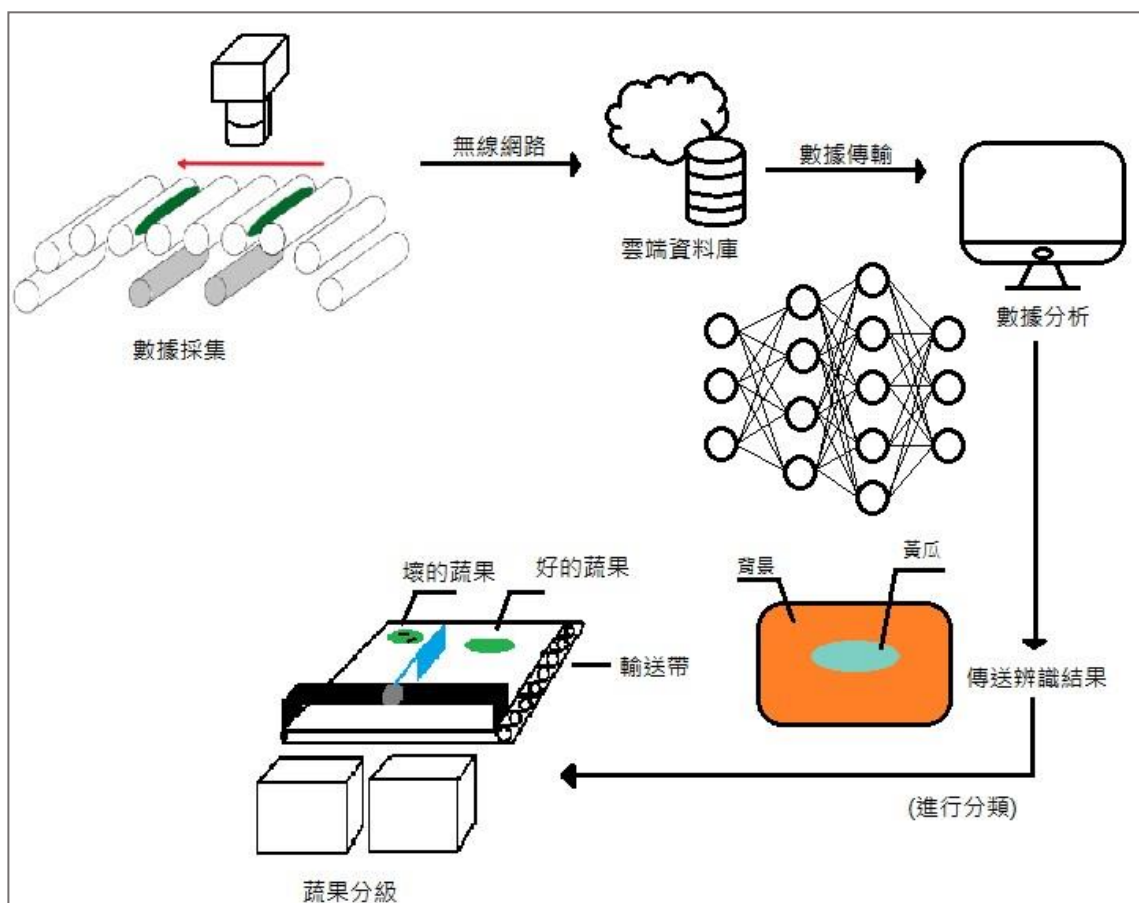 無線網路
數據傳輸
雲端資料庫
數據採集
數據分析
黃瓜
背景
壞的蔬果
好的蔬果
輸送帶
傳送辨識結果
(進行分類)
蔬果分級